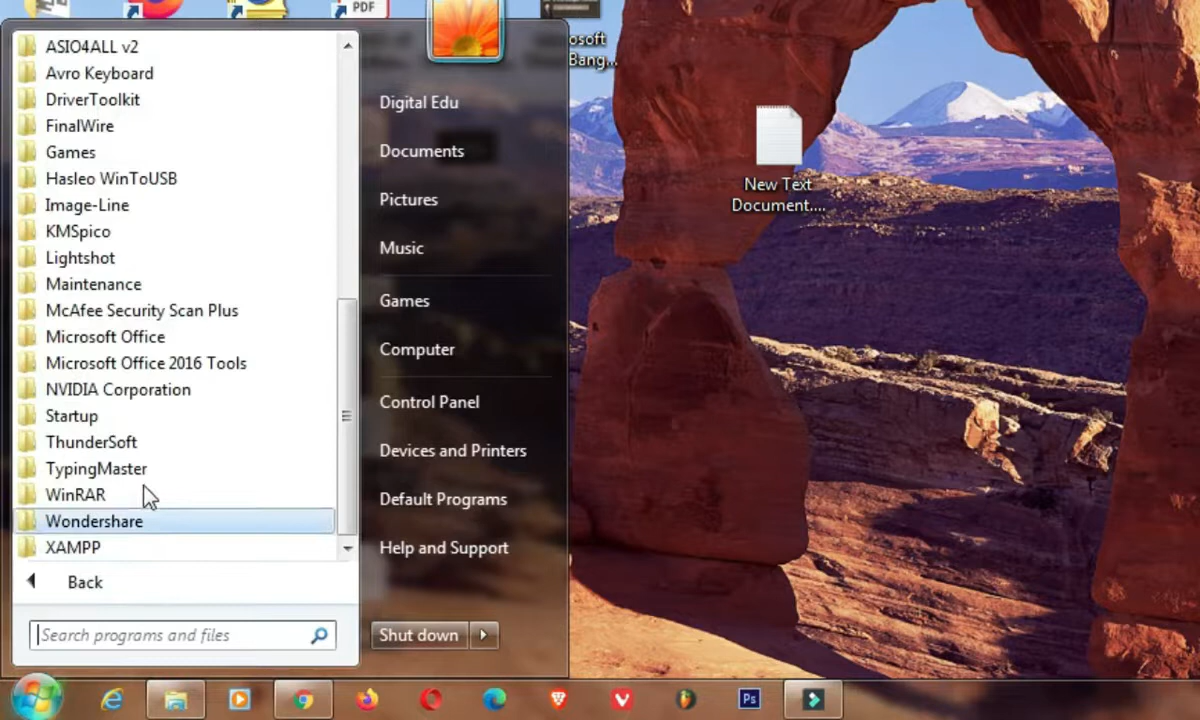 PDF
ASIO4ALL v2
Avro Keyboard
DriverToolkit
FinalWire
Games
Hasleo WinToUSB
Image-Line
KMSpico
Lightshot
Maintenance
McAfee Security Scan Plus
Microsoft Office
Microsoft Office 2016 Tools
NVIDIA Corporation
Startup
ThunderSoft
TypingMaster
WinRAR
Wondershare
XAMPP
Back
Search programs and files
Digital Edu
Documents
Pictures
Music
Games
Computer
Control Panel
Devices and Printers
Default Programs
Help and Support
Shut down
osoft
Bang...
New Text
Document....
Ps